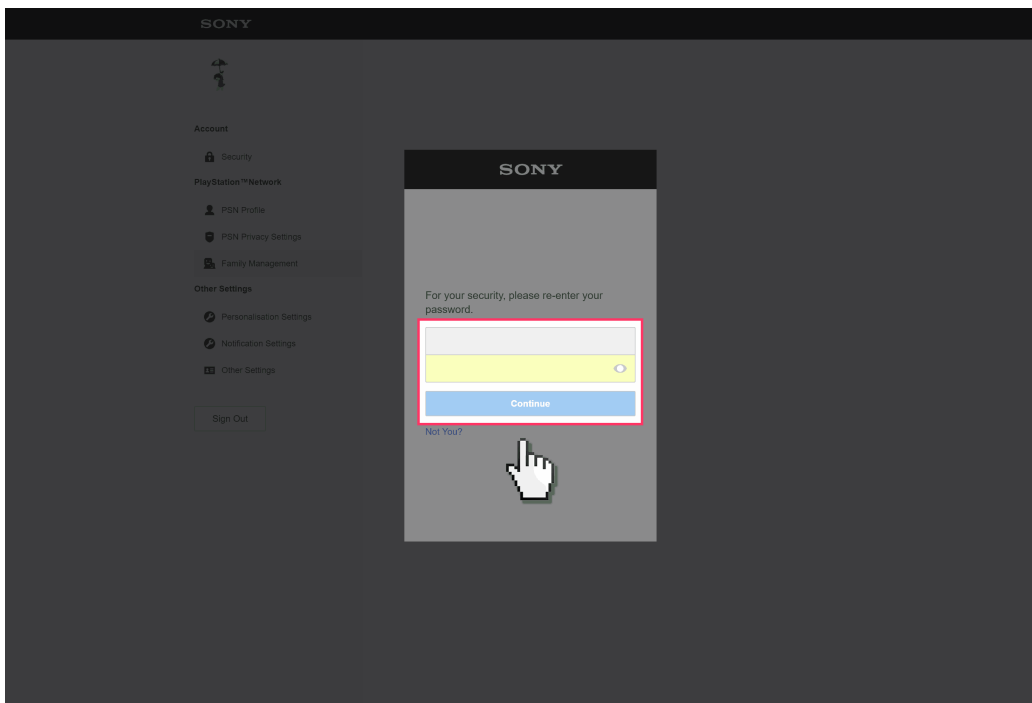 SONY
Account
Security
PlayStation™Network
PSN Profile
PSN Privacy Settings
Family Management
Other Settings
Personalisation Settings
Notification Settings
Other Settings
Sign Out
SONY
For your security, please re-enter your
password.
Continue
Not You?